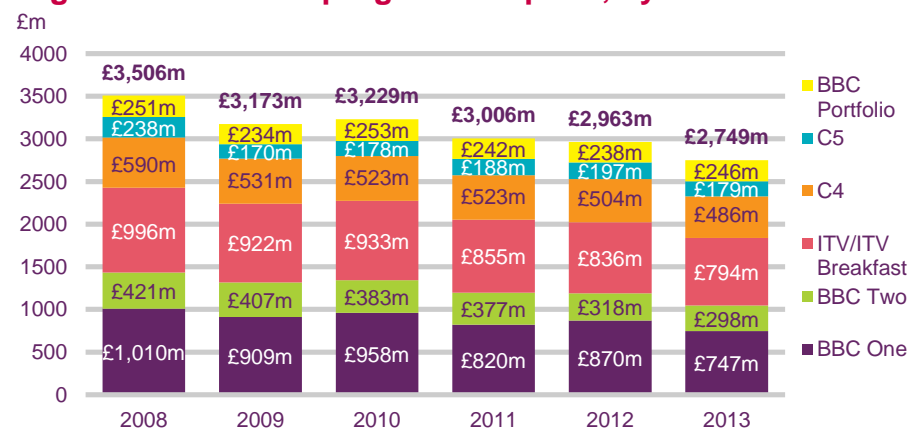 £m
4000
3500
3000
2500
2000
1500
1000
500
0
£3,506m
£3,173m
£3,229m
£3,006m
£2,963m
£2,749m
£251m
£234m
£253m
£242m
£238m
£246m
£238m
£170m
£178m
£188m
£197m
£179m
£590m
£531m
£523m
£523m
£504m
£486m
£996m
£922m
£933m
£855m
£836m
£794m
£421m
£407m
£383m
£377m
£318m
£298m
£1,010m
£909m
£958m
£820m
£870m
£747m
2008 2009 2010 2011 2012 2013
BBC
Portfolio
C5
C4
ITV/ITV
Breakfast
BBC Two
BBC One